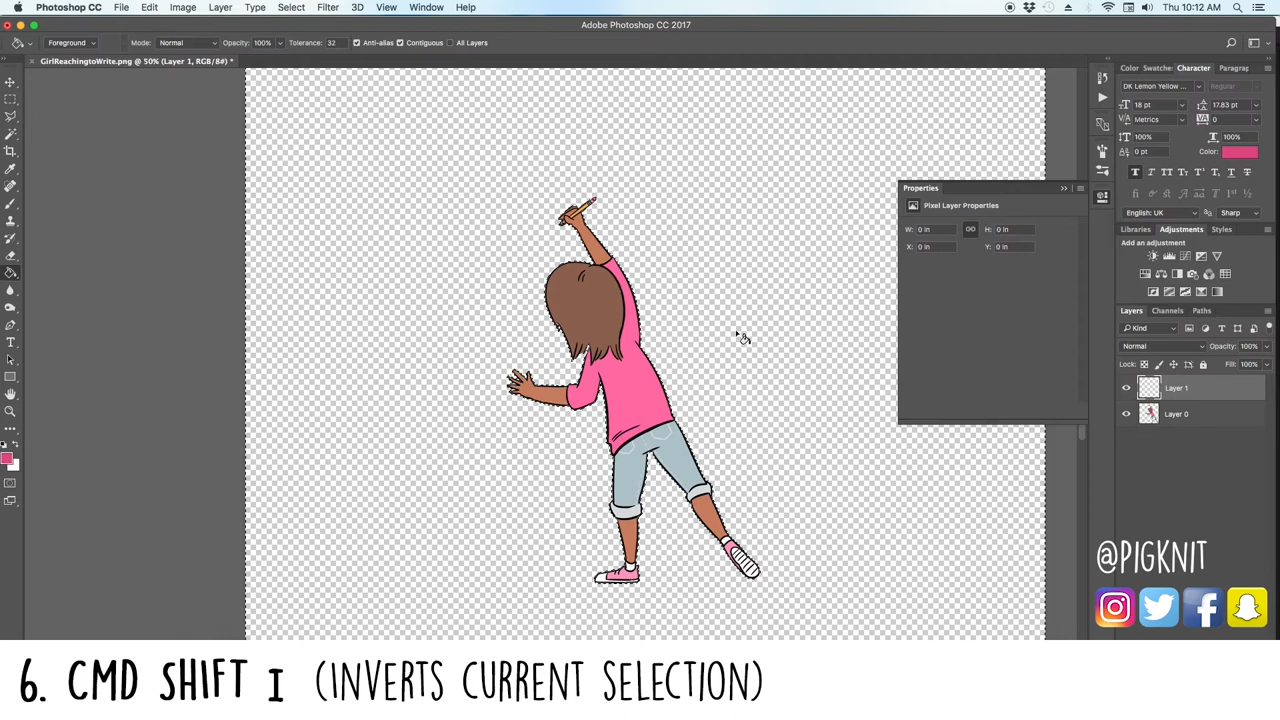 Photoshop CC File Edit Image Layer Type Select Filter 3D View Window Help Thu 10:12 AM
Adobe Photoshop CC 2017
Foreground Mode: Normal Opacity: 100% Tolerance: 32 Anti-alias Contiguous All Layers
GirlReachingtoWrite.png @ 50% (Layer 1, RGB/8#) *
Color Swatches Character Paragrap
DK Lemon Yellow ... Regular
18 pt 17.83 pt
Metrics 0
100% 100%
0 pt Color:
English: UK Sharp
Properties
Pixel Layer Properties
W: 0 in H: 0 in
X: 0 in Y: 0 in
Libraries Adjustments Styles
Add an adjustment
Layers Channels Paths
Kind
Normal Opacity: 100%
Lock: Fill: 100%
Layer 1
Layer 0
@PIGKNIT
6. CMD SHIFT I (INVERTS CURRENT SELECTION)